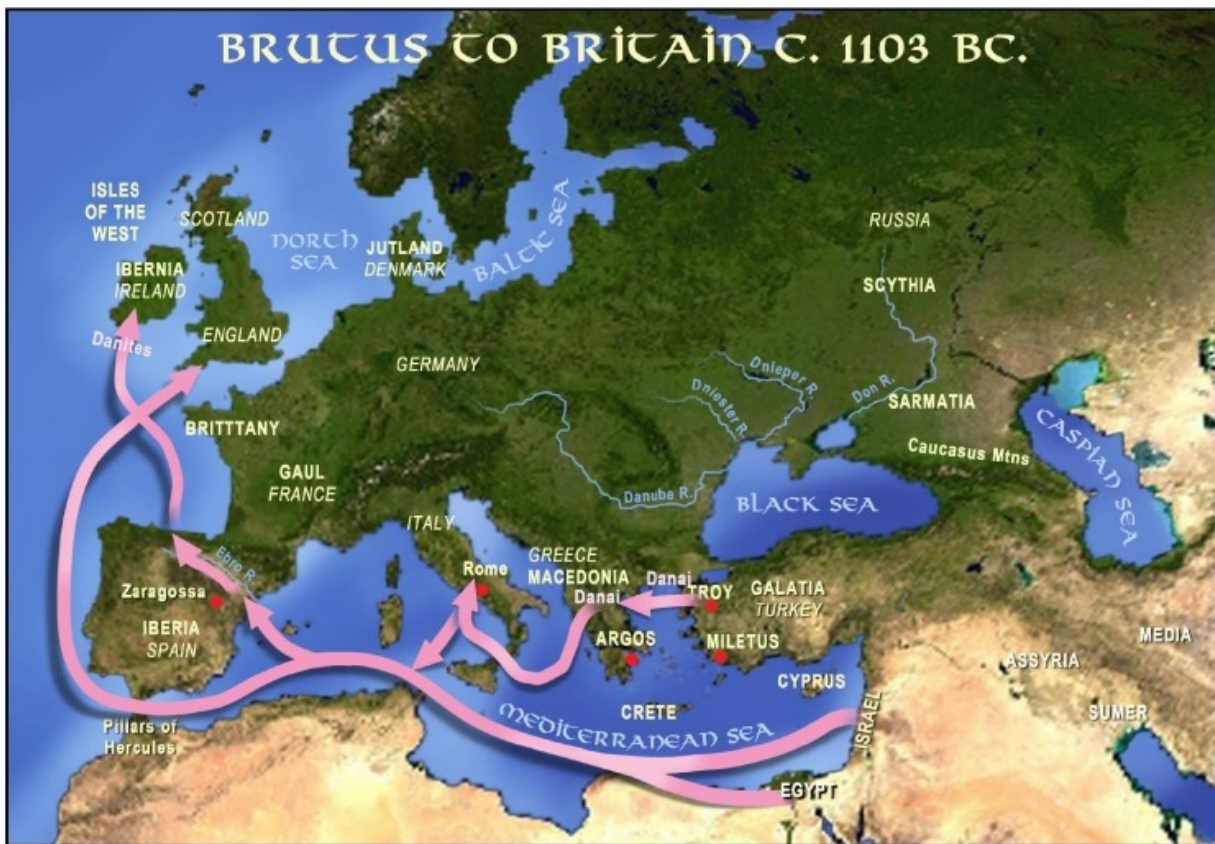 BRUTUS TO BRITAIN C. 1103 BC.
ISLES
OF THE
WEST
SCOTLAND
NORTH
SEA
JUTLAND
DENMARK
BALTIC SEA
RUSSIA
IBERNIA
IRELAND
SCYTHIA
Danites
ENGLAND
GERMANY
Dnieper R.
Dniester R.
Don R.
SARMATIA
BRITTTANY
Caucasus Mtns
CASPIAN SEA
GAUL
FRANCE
Danube R.
BLACK SEA
ITALY
GREECE
MACEDONIA
Ebro R.
Rome
Danai
Danai
TROY
GALATIA
TURKEY
Zaragossa
IBERIA
SPAIN
ARGOS
MILETUS
MEDIA
ASSYRIA
CYPRUS
CRETE
SUMER
Pillars of
Hercules
MEDITERRANEAN SEA
ISRAEL
EGYPT